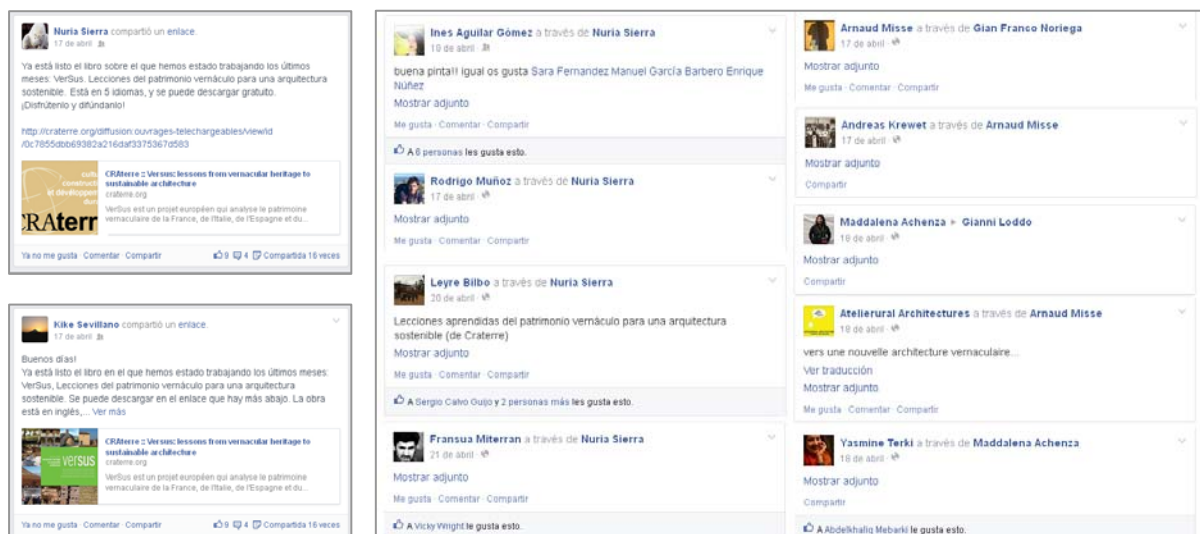 Nuria Sierra compartió un enlace.
17 de abril
Ya está listo el libro sobre el que hemos estado trabajando los últimos
meses: VerSus. Lecciones del patrimonio vernáculo para una arquitectura
sostenible. Está en 5 idiomas, y se puede descargar gratuito.
¡Disfrútenlo y difúndanlo!
http://craterre.org/diffusion:ouvrages-telechargeables/view/id
/0c7855dbb69382a216daf3375367d583
CRAterre :: Versus: lessons from vernacular heritage to
sustainable architecture
craterre.org
VerSus est un projet européen qui analyse le patrimoine
vernaculaire de la France, de l'Italie, de l'Espagne et du...
cultu
constructi
et développem
dura
CRAterr
Ya no me gusta · Comentar · Compartir
9 4 Compartida 16 veces
Kike Sevillano compartió un enlace.
17 de abril
Buenos días!
Ya está listo el libro en el que hemos estado trabajando los últimos meses:
VerSus, Lecciones del patrimonio vernáculo para una arquitectura
sostenible. Se puede descargar en el enlace que hay más abajo. La obra
está en inglés,... Ver más
versus
CRAterre :: Versus: lessons from vernacular heritage to
sustainable architecture
craterre.org
VerSus est un projet européen qui analyse le patrimoine
vernaculaire de la France, de l'Italie, de l'Espagne et du...
Ya no me gusta · Comentar · Compartir
9 4 Compartida 16 veces
Ines Aguilar Gómez a través de Nuria Sierra
18 de abril
buena pinta!! igual os gusta Sara Fernandez Manuel García Barbero Enrique
Núñez
Mostrar adjunto
Me gusta · Comentar · Compartir
A 6 personas les gusta esto.
Rodrigo Muñoz a través de Nuria Sierra
17 de abril
Mostrar adjunto
Me gusta · Comentar · Compartir
Leyre Bilbo a través de Nuria Sierra
20 de abril
Lecciones aprendidas del patrimonio vernáculo para una arquitectura
sostenible (de Craterre)
Mostrar adjunto
Me gusta · Comentar · Compartir
A Sergio Calvo Guijo y 2 personas más les gusta esto.
Fransua Miterran a través de Nuria Sierra
21 de abril
Mostrar adjunto
Me gusta · Comentar · Compartir
A Vicky Wright le gusta esto.
Arnaud Misse a través de Gian Franco Noriega
17 de abril
Mostrar adjunto
Me gusta · Comentar · Compartir
Andreas Krewet a través de Arnaud Misse
17 de abril
Mostrar adjunto
Compartir
Maddalena Achenza ▸ Gianni Loddo
18 de abril
Mostrar adjunto
Compartir
Atelierural Architectures a través de Arnaud Misse
18 de abril
vers une nouvelle architecture vernaculaire...
Ver traducción
Mostrar adjunto
Me gusta · Comentar · Compartir
Yasmine Terki a través de Maddalena Achenza
18 de abril
Mostrar adjunto
Compartir
A Abdelkhaliq Mebarki le gusta esto.